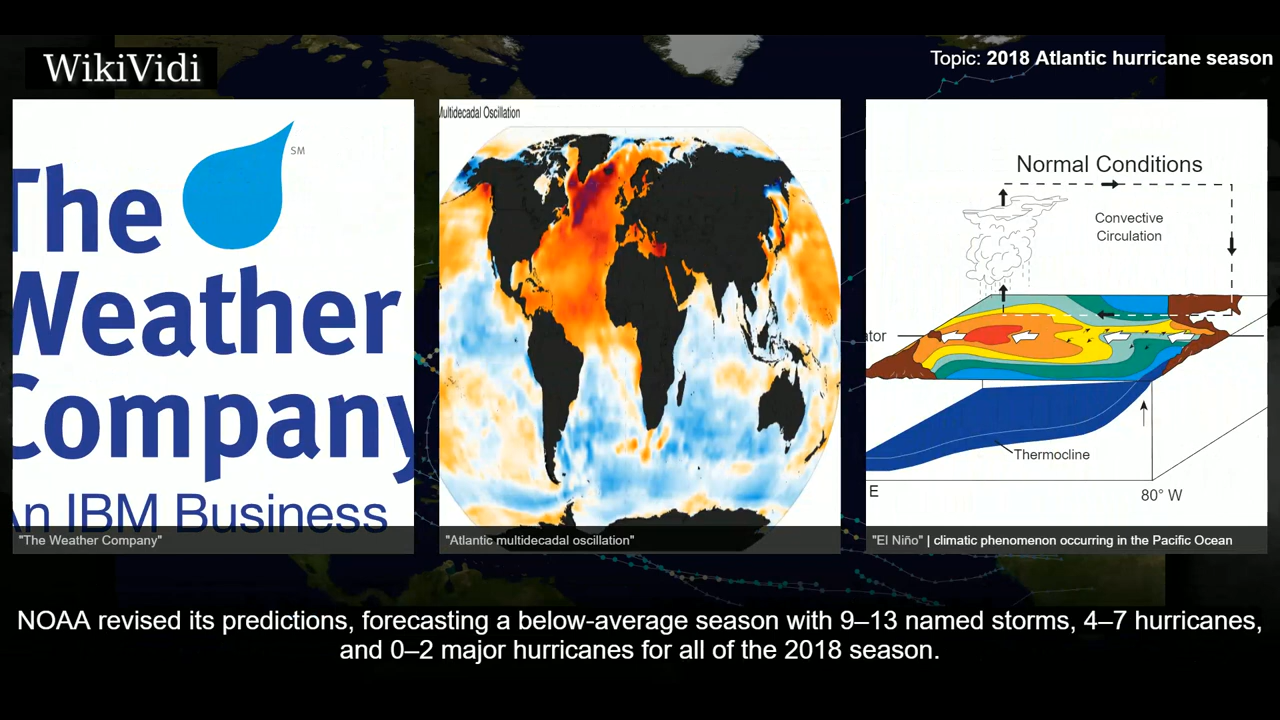 WikiVidi
Topic: 2018 Atlantic hurricane season
The
SM
Weather
Company
An IBM Business
"The Weather Company"
Multidecadal Oscillation
"Atlantic multidecadal oscillation"
Normal Conditions
Convective
Circulation
ator
Thermocline
E
80° W
"El Niño" | climatic phenomenon occurring in the Pacific Ocean
NOAA revised its predictions, forecasting a below-average season with 9–13 named storms, 4–7 hurricanes,
and 0–2 major hurricanes for all of the 2018 season.